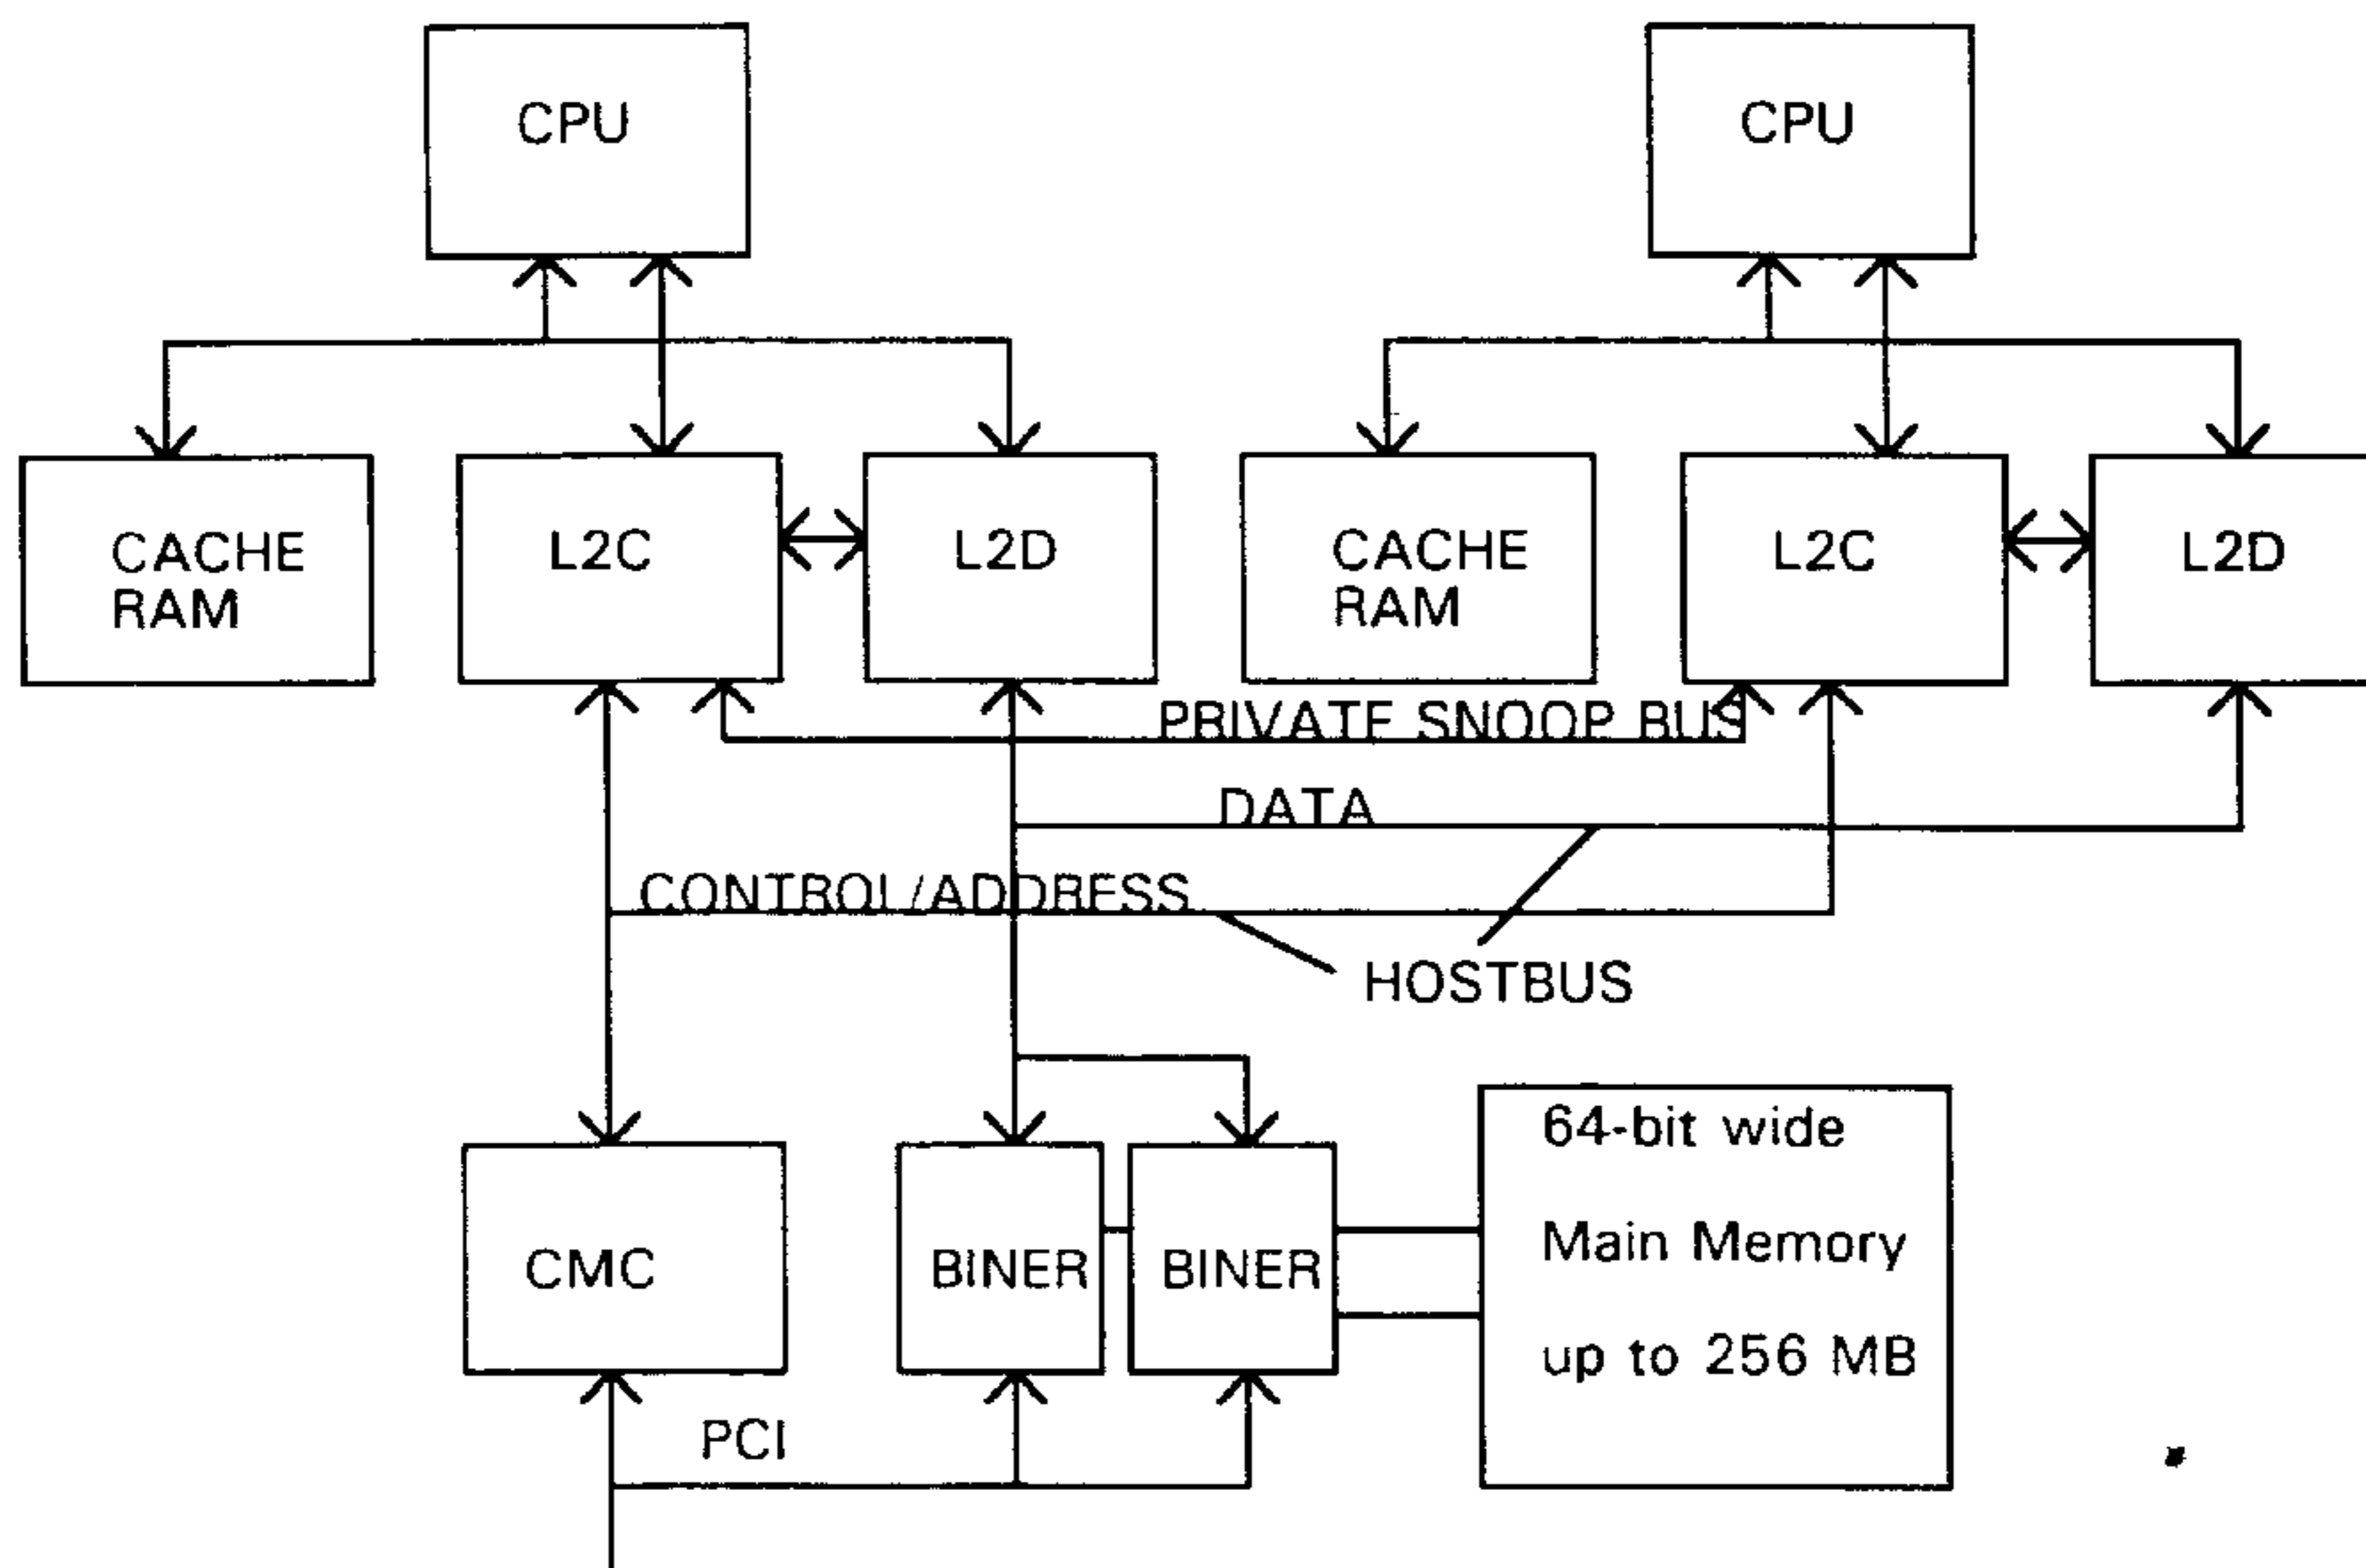 CPU
CPU
CACHE
RAM
L2C
L2D
CACHE
RAM
L2C
L2D
PRIVATE SNOOP BUS
DATA
CONTROL/ADDRESS
HOSTBUS
CMC
BINER
BINER
64-bit wide
Main Memory
up to 256 MB
PCI